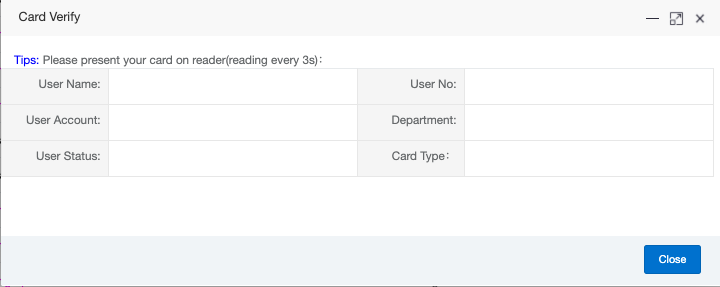 Card Verify
Tips: Please present your card on reader(reading every 3s)：
User Name: User No:
User Account: Department:
User Status: Card Type：
Close